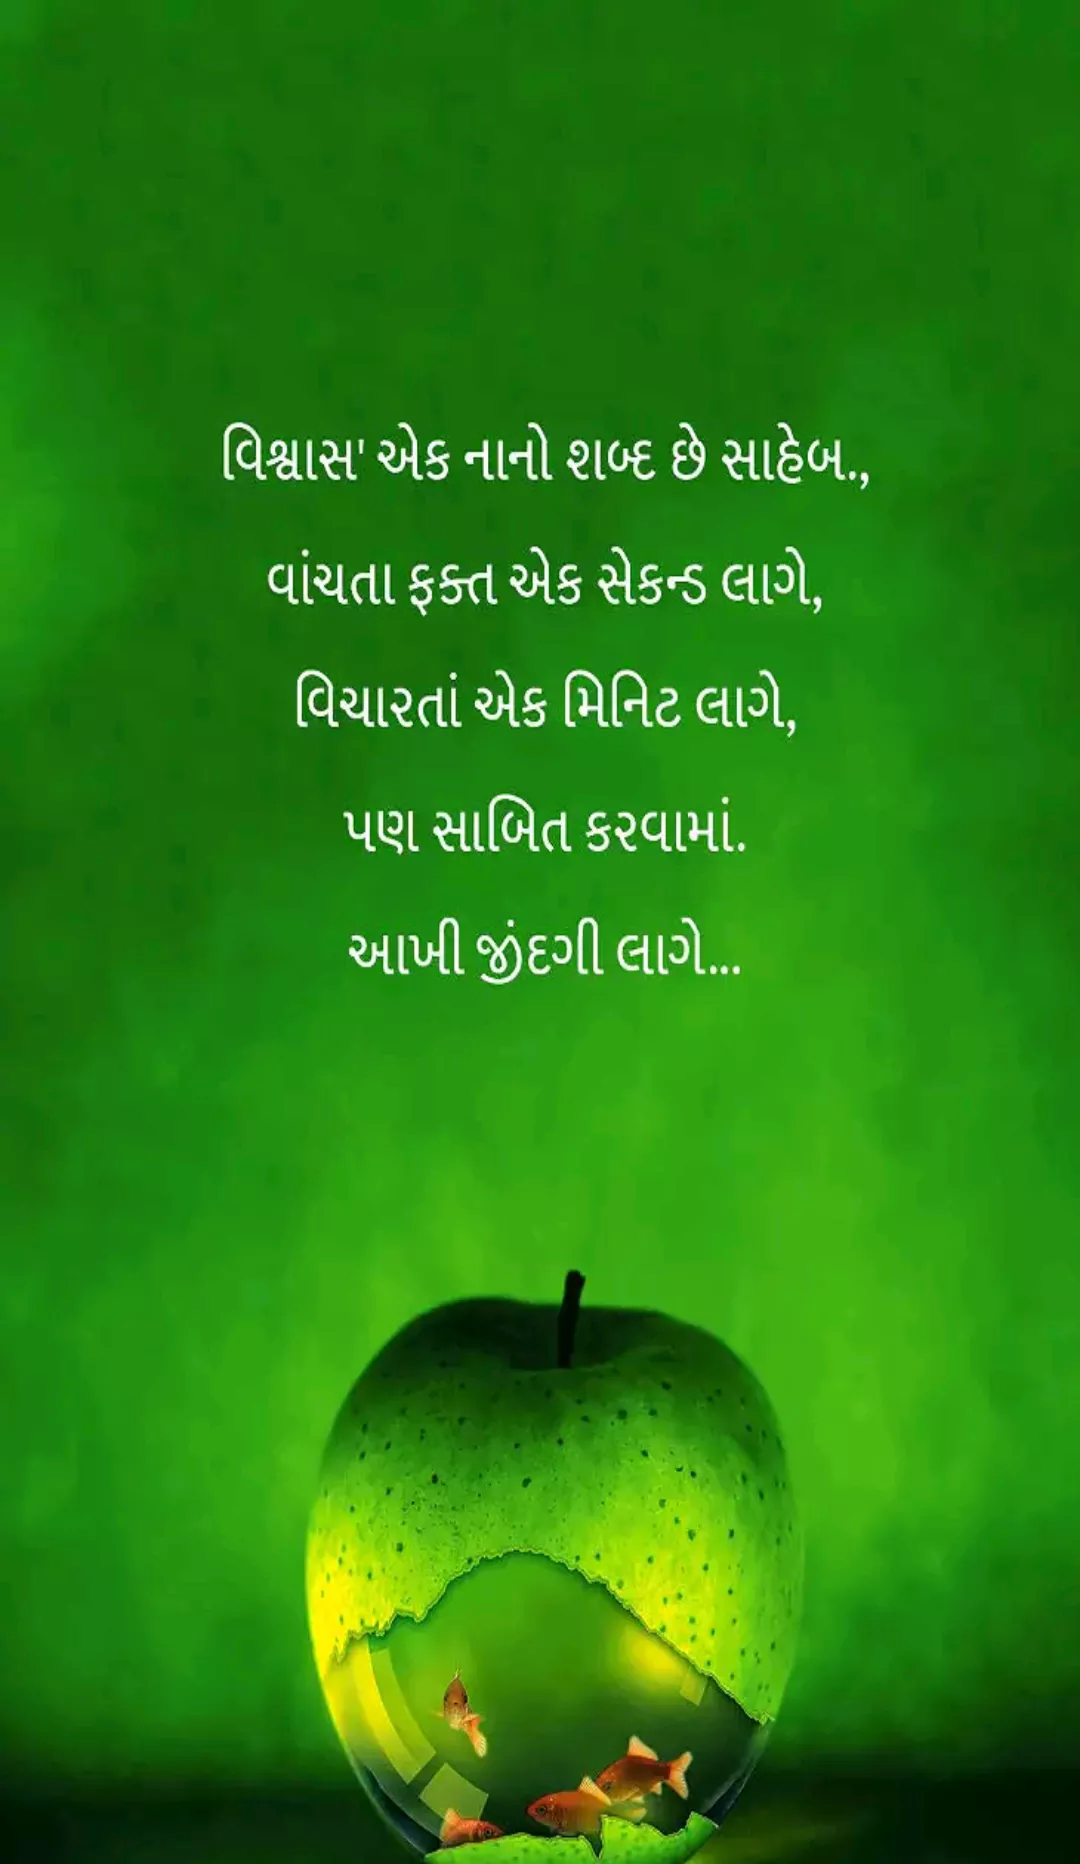 વિશ્વાસ' એક નાનો શબ્દ છે સાહેબ.,
વાંચતા ફક્ત એક સેકન્ડ લાગે,
વિચારતાં એક મિનિટ લાગે,
પણ સાબિત કરવામાં.
આખી જીંદગી લાગે...